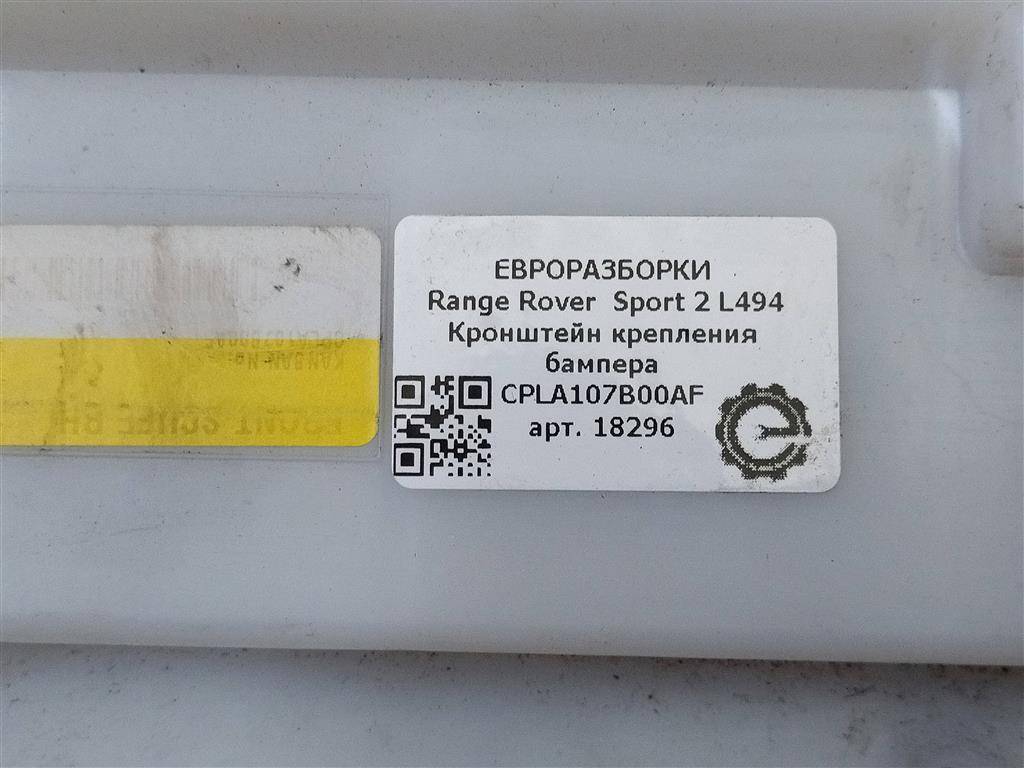 ЕВРОРАЗБОРКИ
Range Rover Sport 2 L494
Кронштейн крепления
бампера
CPLA107B00AF
арт. 18296